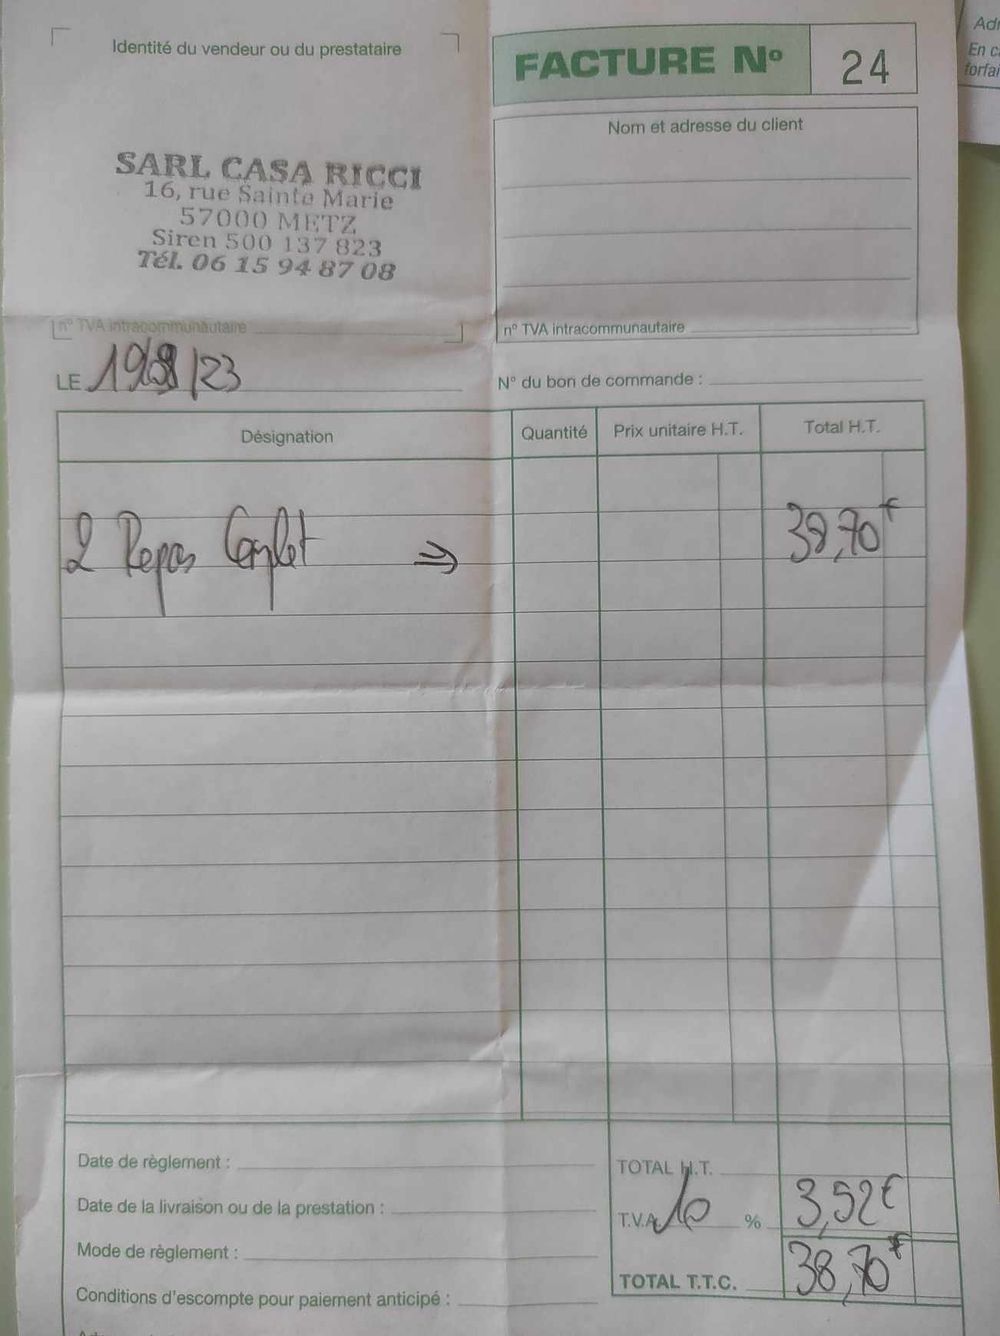 Identité du vendeur ou du prestataire
FACTURE Nº 24
Nom et adresse du client
SARL CASA RICCI
16, rue Sainte Marie
57000 METZ
Siren 500 137 823
Tél. 06 15 94 87 08
n° TVA intracommunautaire
n° TVA intracommunautaire
LE /23
N° du bon de commande :
Désignation Quantité Prix unitaire H.T. Total H.T.
2 Repas Complet ⇒ 38,70€
Date de règlement :
TOTAL H.T.
Date de la livraison ou de la prestation :
T.V.A 10 % 3,52€
Mode de règlement :
TOTAL T.T.C. 38,70€
Conditions d'escompte pour paiement anticipé :
En c
forfai